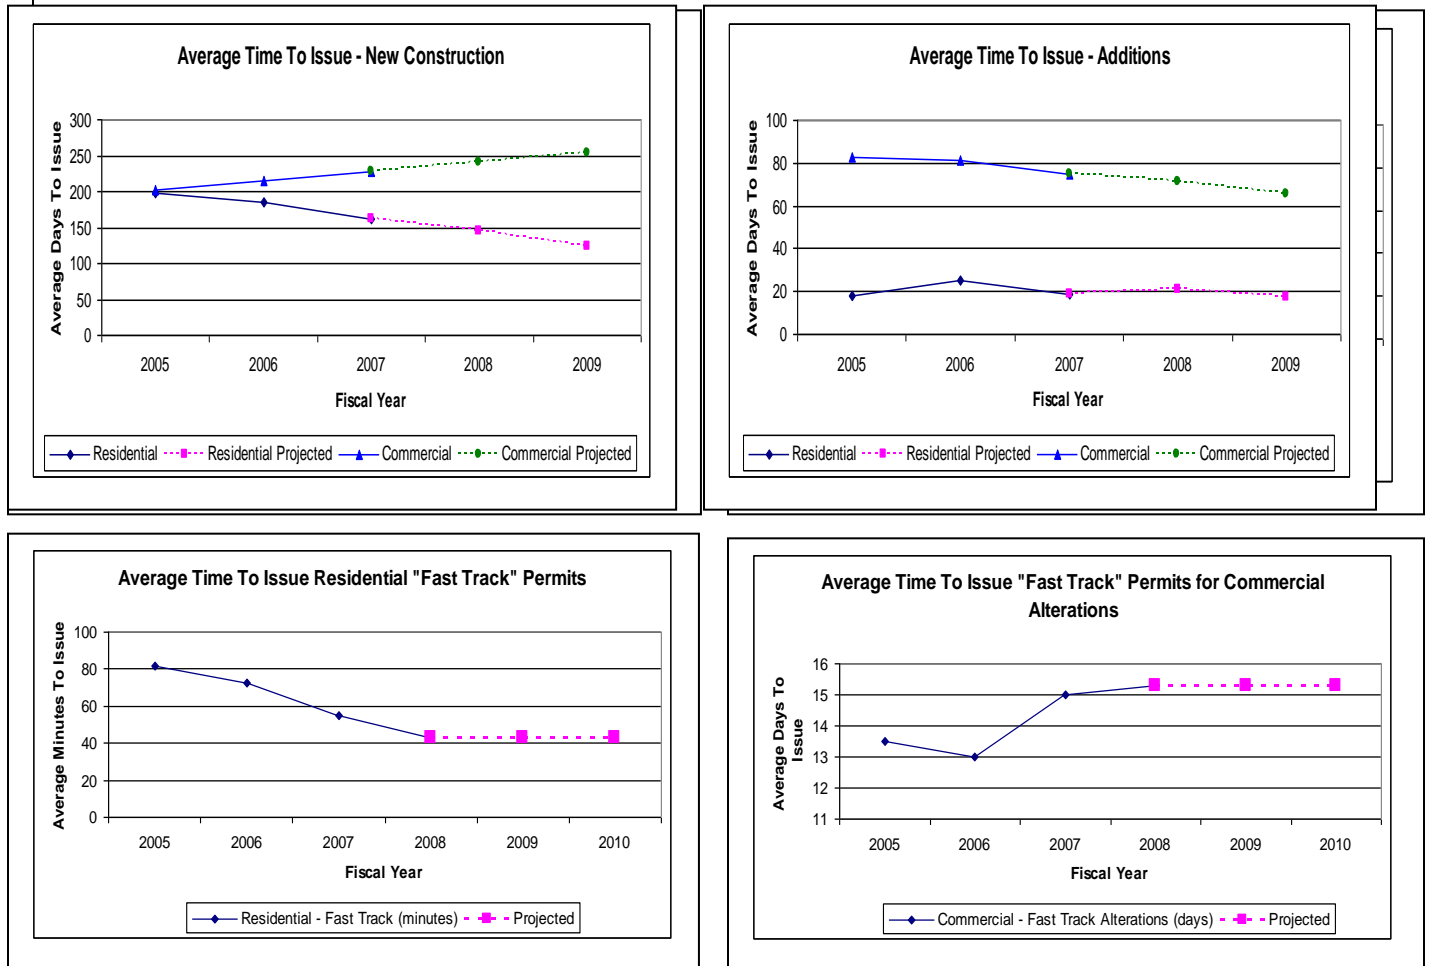 Average Time To Issue - New Construction
Average Days To Issue
300
250
200
150
100
50
0
2005 2006 2007 2008 2009
Fiscal Year
Residential Residential Projected Commercial Commercial Projected
Average Time To Issue - Additions
Average Days To Issue
100
80
60
40
20
0
2005 2006 2007 2008 2009
Fiscal Year
Residential Residential Projected Commercial Commercial Projected
Average Time To Issue Residential "Fast Track" Permits
Average Minutes To Issue
100
80
60
40
20
0
2005 2006 2007 2008 2009 2010
Fiscal Year
Residential - Fast Track (minutes) Projected
Average Time To Issue "Fast Track" Permits for Commercial
Alterations
Average Days To
Issue
16
15
14
13
12
11
2005 2006 2007 2008 2009 2010
Fiscal Year
Commercial - Fast Track Alterations (days) Projected